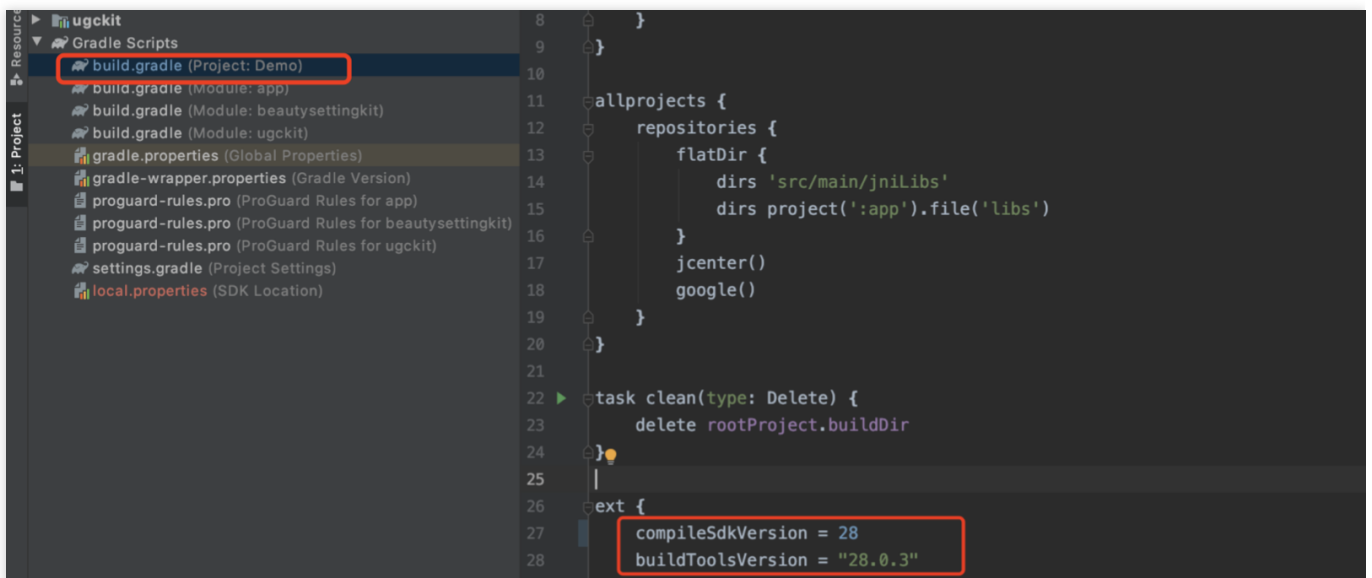 Resource
1: Project
ugckit
Gradle Scripts
build.gradle (Project: Demo)
build.gradle (Module: app)
build.gradle (Module: beautysettingkit)
build.gradle (Module: ugckit)
gradle.properties (Global Properties)
gradle-wrapper.properties (Gradle Version)
proguard-rules.pro (ProGuard Rules for app)
proguard-rules.pro (ProGuard Rules for beautysettingkit)
proguard-rules.pro (ProGuard Rules for ugckit)
settings.gradle (Project Settings)
local.properties (SDK Location)
8 }
9 }
10
11 allprojects {
12 repositories {
13 flatDir {
14 dirs 'src/main/jniLibs'
15 dirs project(':app').file('libs')
16 }
17 jcenter()
18 google()
19 }
20 }
21
22 task clean(type: Delete) {
23 delete rootProject.buildDir
24 }
25
26 ext {
27 compileSdkVersion = 28
28 buildToolsVersion = "28.0.3"